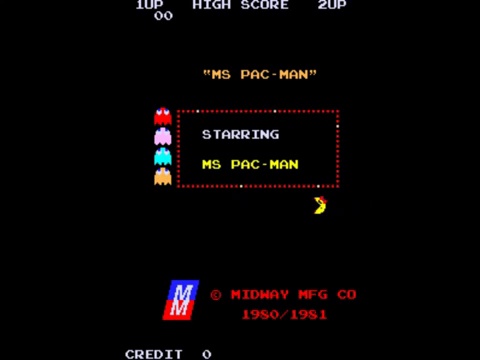 1UP HIGH SCORE 2UP
00
"MS PAC-MAN"
STARRING
MS PAC-MAN
MM
© MIDWAY MFG CO
1980/1981
CREDIT 0